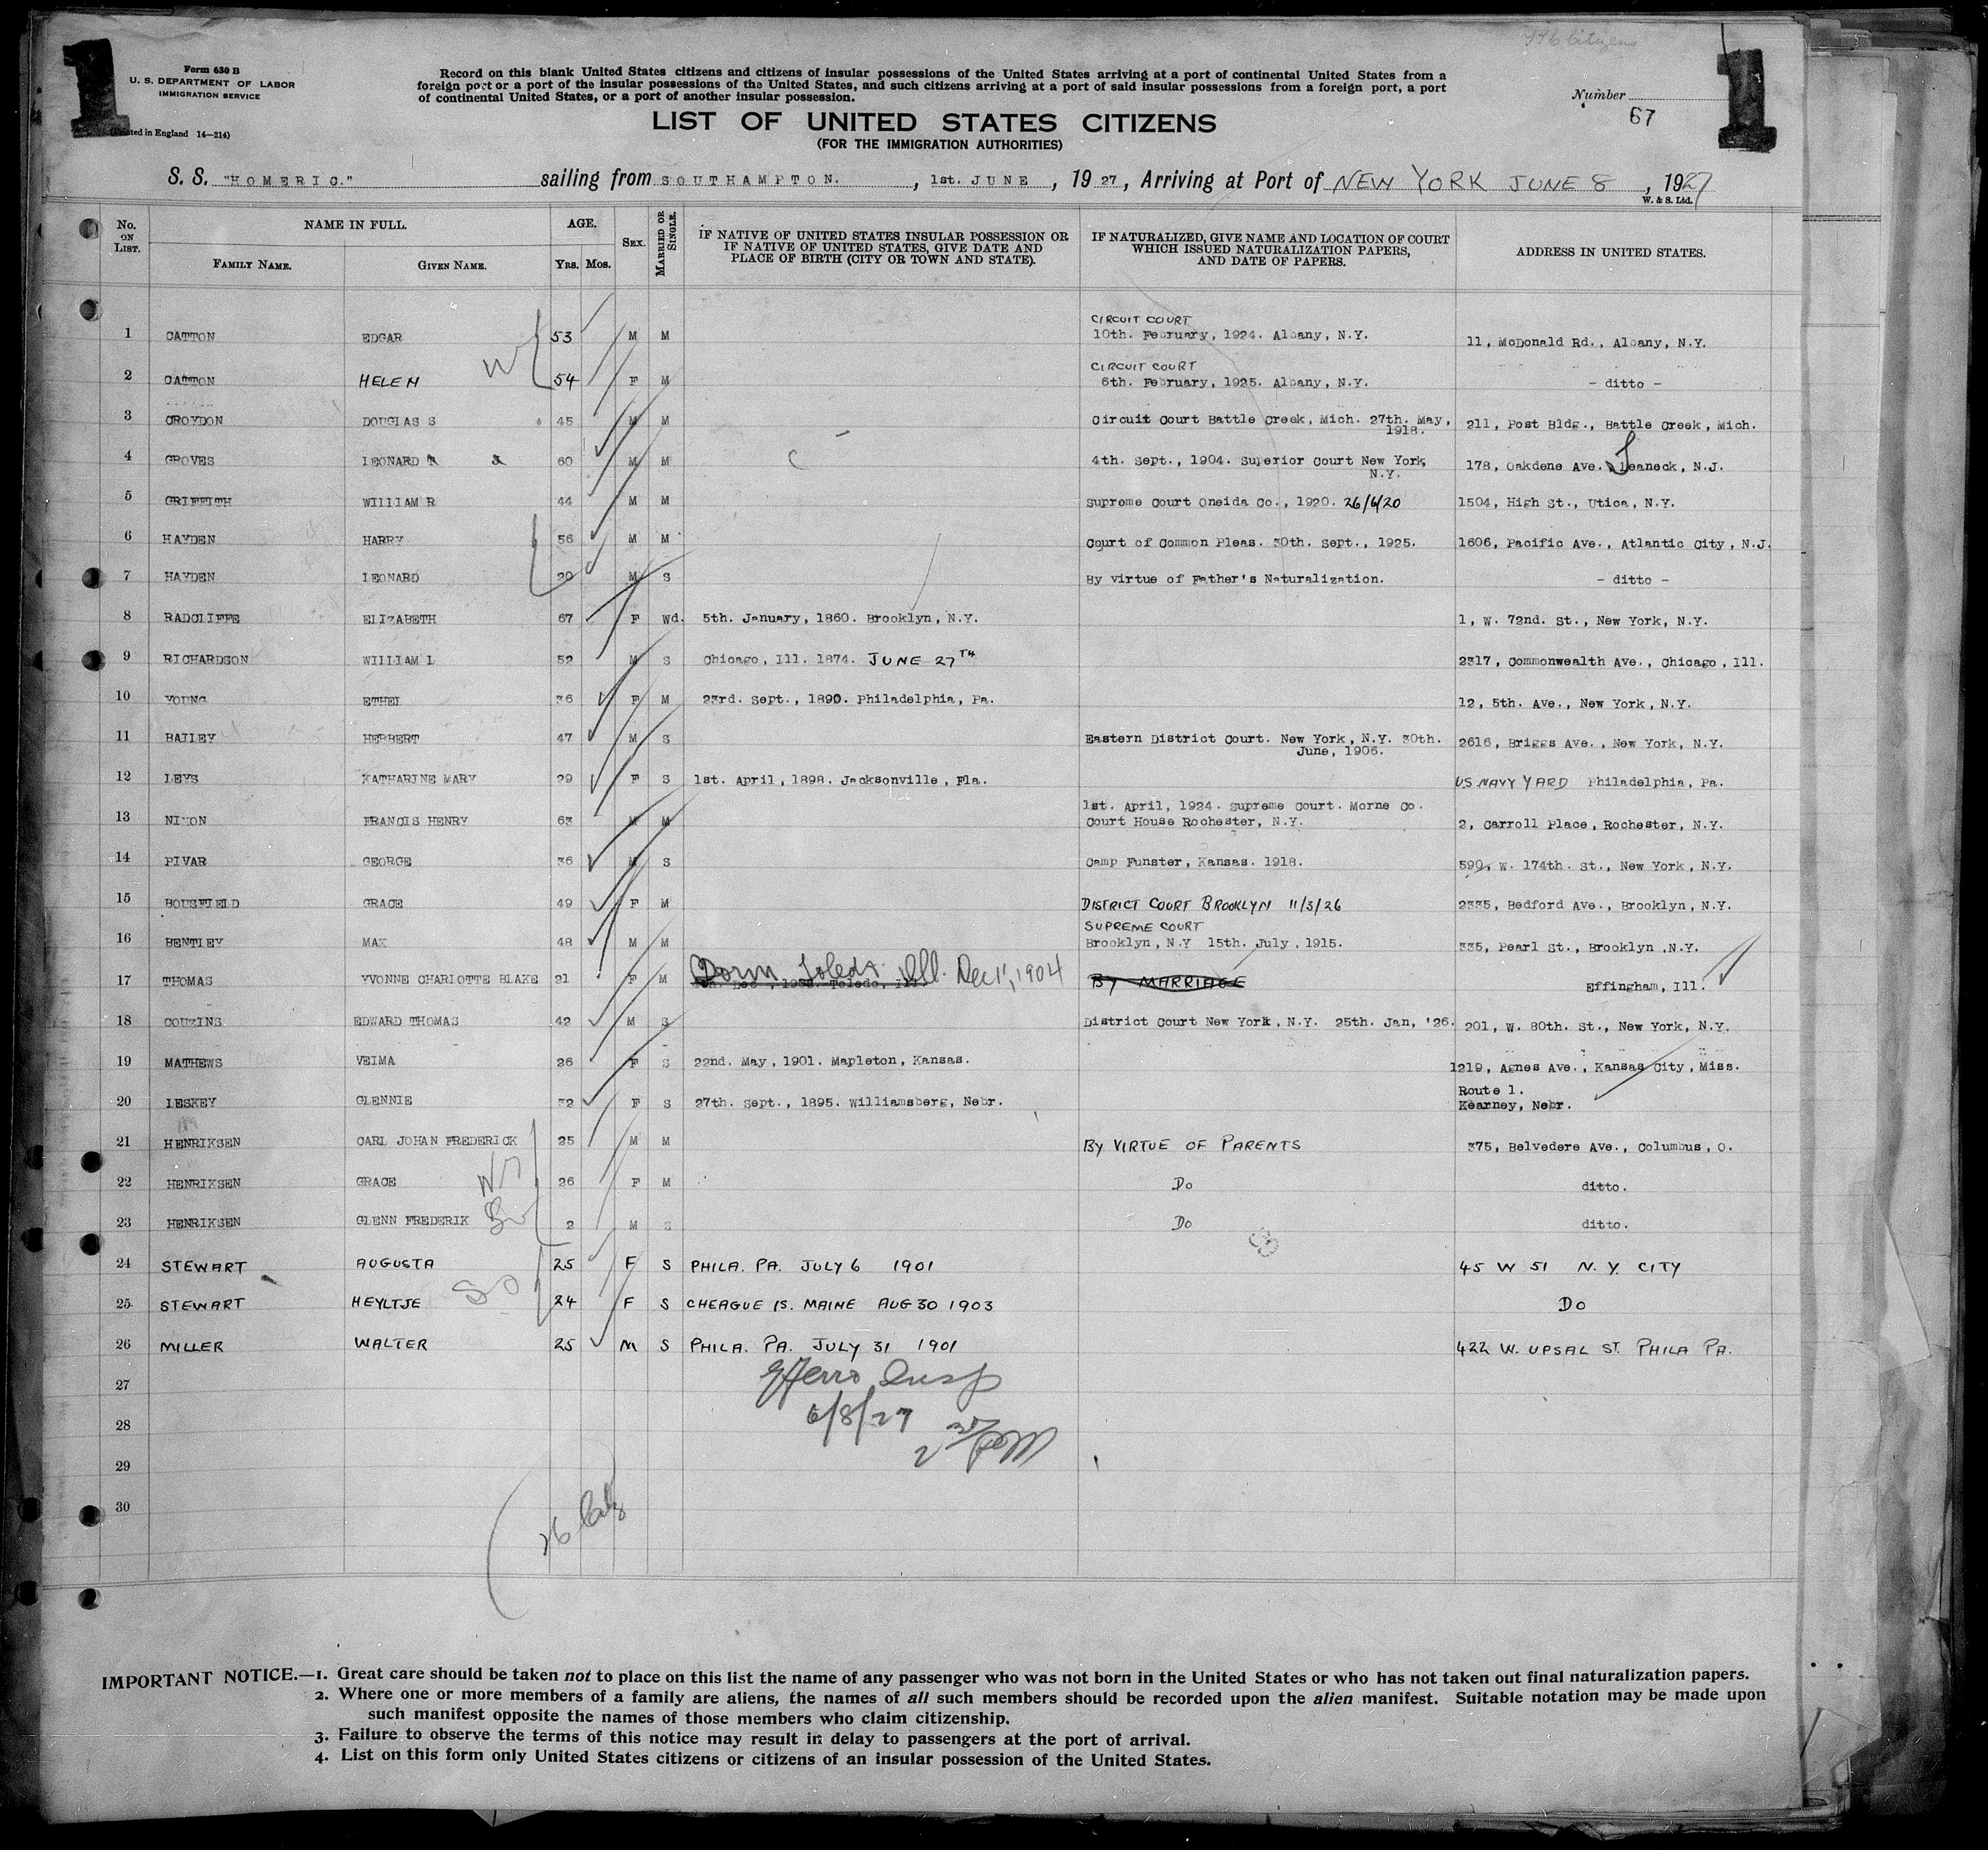 1
1
Form 630 B
U. S. DEPARTMENT OF LABOR
IMMIGRATION SERVICE
in England 14—214)
Record on this blank United States citizens and citizens of insular possessions of the United States arriving at a port of continental United States from a
foreign port or a port of the insular possessions of the United States, and such citizens arriving at a port of said insular possessions from a foreign port, a port
of continental United States, or a port of another insular possession.
Number
67
LIST OF UNITED STATES CITIZENS
(FOR THE IMMIGRATION AUTHORITIES)
S. S. "HOMERIC." sailing from SOUTHAMPTON. , 1st. JUNE , 19 27, Arriving at Port of NEW YORK JUNE 8 , 1927
W. & S. Ltd.
No. ON LIST. NAME IN FULL. AGE. SEX. MARRIED OR SINGLE. IF NATIVE OF UNITED STATES INSULAR POSSESSION OR IF NATIVE OF UNITED STATES, GIVE DATE AND PLACE OF BIRTH (CITY OR TOWN AND STATE). IF NATURALIZED, GIVE NAME AND LOCATION OF COURT WHICH ISSUED NATURALIZATION PAPERS, AND DATE OF PAPERS. ADDRESS IN UNITED STATES.
FAMILY NAME. GIVEN NAME. Yrs. Mos.
CIRCUIT COURT
1 CATTON EDGAR 53 M M 10th. February, 1924. Albany, N.Y. 11, McDonald Rd., Albany, N.Y.
CIRCUIT COURT
2 CATTON HELEN 54 F M 6th. February, 1925. Albany, N.Y. - ditto -
3 CROYDON DOUGLAS S 45 M M Circuit Court Battle Creek, Mich. 27th. May, 1918. 211, Post Bldg., Battle Creek, Mich.
4 GROVES LEONARD 60 M M 4th. Sept., 1904. Superior Court New York, N.Y. 178, Oakdene Ave. Teaneck, N.J.
5 GRIFFITH WILLIAM R 44 M M Supreme Court Oneida Co., 1920. 26/6/20 1504, High St., Utica, N.Y.
6 HAYDEN HARRY 56 M M Court of Common Pleas. 30th. Sept., 1925. 1606, Pacific Ave., Atlantic City, N.J.
7 HAYDEN LEONARD 20 M S By virtue of Father's Naturalization. - ditto -
8 RADCLIFFE ELIZABETH 67 F Wd. 5th. January, 1860. Brooklyn, N.Y. 1, W. 72nd. St., New York, N.Y.
9 RICHARDSON WILLIAM L 52 M S Chicago, Ill. 1874. JUNE 27TH 2317, Commonwealth Ave., Chicago, Ill.
10 YOUNG ETHEL 36 F M 23rd. Sept., 1890. Philadelphia, Pa. 12, 5th. Ave., New York, N.Y.
11 BAILEY HERBERT 47 M S Eastern District Court. New York, N.Y. 30th. June, 1906. 2616, Briggs Ave., New York, N.Y.
12 LEYS KATHARINE MARY 29 F S 1st. April, 1898. Jacksonville, Fla. US NAVY YARD Philadelphia, Pa.
1st. April, 1924. Supreme Court. Morne Co.
13 NIXON FRANCIS HENRY 63 M M Court House Rochester, N.Y. 2, Carroll Place, Rochester, N.Y.
14 PIVAR GEORGE 36 M S Camp Funster, Kansas. 1918. 590, W. 174th. St., New York, N.Y.
15 BOUSFIELD GRACE 49 F M DISTRICT COURT BROOKLYN 11/3/26 2335, Bedford Ave., Brooklyn, N.Y.
SUPREME COURT
16 BENTLEY MAX 48 M M Brooklyn, N.Y 15th. July, 1915. 335, Pearl St., Brooklyn, N.Y.
17 THOMAS YVONNE CHARLOTTE BLAKE 21 F M Born Toledo Ill. Dec 11, 1904 BY MARRIAGE Effingham, Ill.
18 COUZINS EDWARD THOMAS 42 M S District Court New York, N.Y. 25th. Jan, '26. 201, W. 80th. St., New York, N.Y.
19 MATHEWS VELMA 26 F S 22nd. May, 1901. Mapleton, Kansas. 1219, Agnes Ave., Kansas City, Miss.
Route 1.
20 LESKEY GLENNIE 32 F S 27th. Sept., 1895. Williamsberg, Nebr. Kearney, Nebr.
21 HENRIKSEN CARL JOHAN FREDERICK 25 M M BY VIRTUE OF PARENTS 375, Belvedere Ave., Columbus, O.
22 HENRIKSEN GRACE 26 F M DO ditto.
23 HENRIKSEN GLENN FREDERIK 2 M S DO ditto.
24 STEWART AUGUSTA 25 F S PHILA. PA. JULY 6 1901 45 W 51 N.Y. CITY
25 STEWART HEYLTJE 24 F S CHEAGUE IS. MAINE AUG 30 1903 DO
26 MILLER WALTER 25 M S PHILA. PA. JULY 31 1901 422 W. UPSAL ST. PHILA PA.
27
28 6/8/27
29
30
IMPORTANT NOTICE.—1. Great care should be taken not to place on this list the name of any passenger who was not born in the United States or who has not taken out final naturalization papers.
2. Where one or more members of a family are aliens, the names of all such members should be recorded upon the alien manifest. Suitable notation may be made upon
such manifest opposite the names of those members who claim citizenship.
3. Failure to observe the terms of this notice may result in delay to passengers at the port of arrival.
4. List on this form only United States citizens or citizens of an insular possession of the United States.